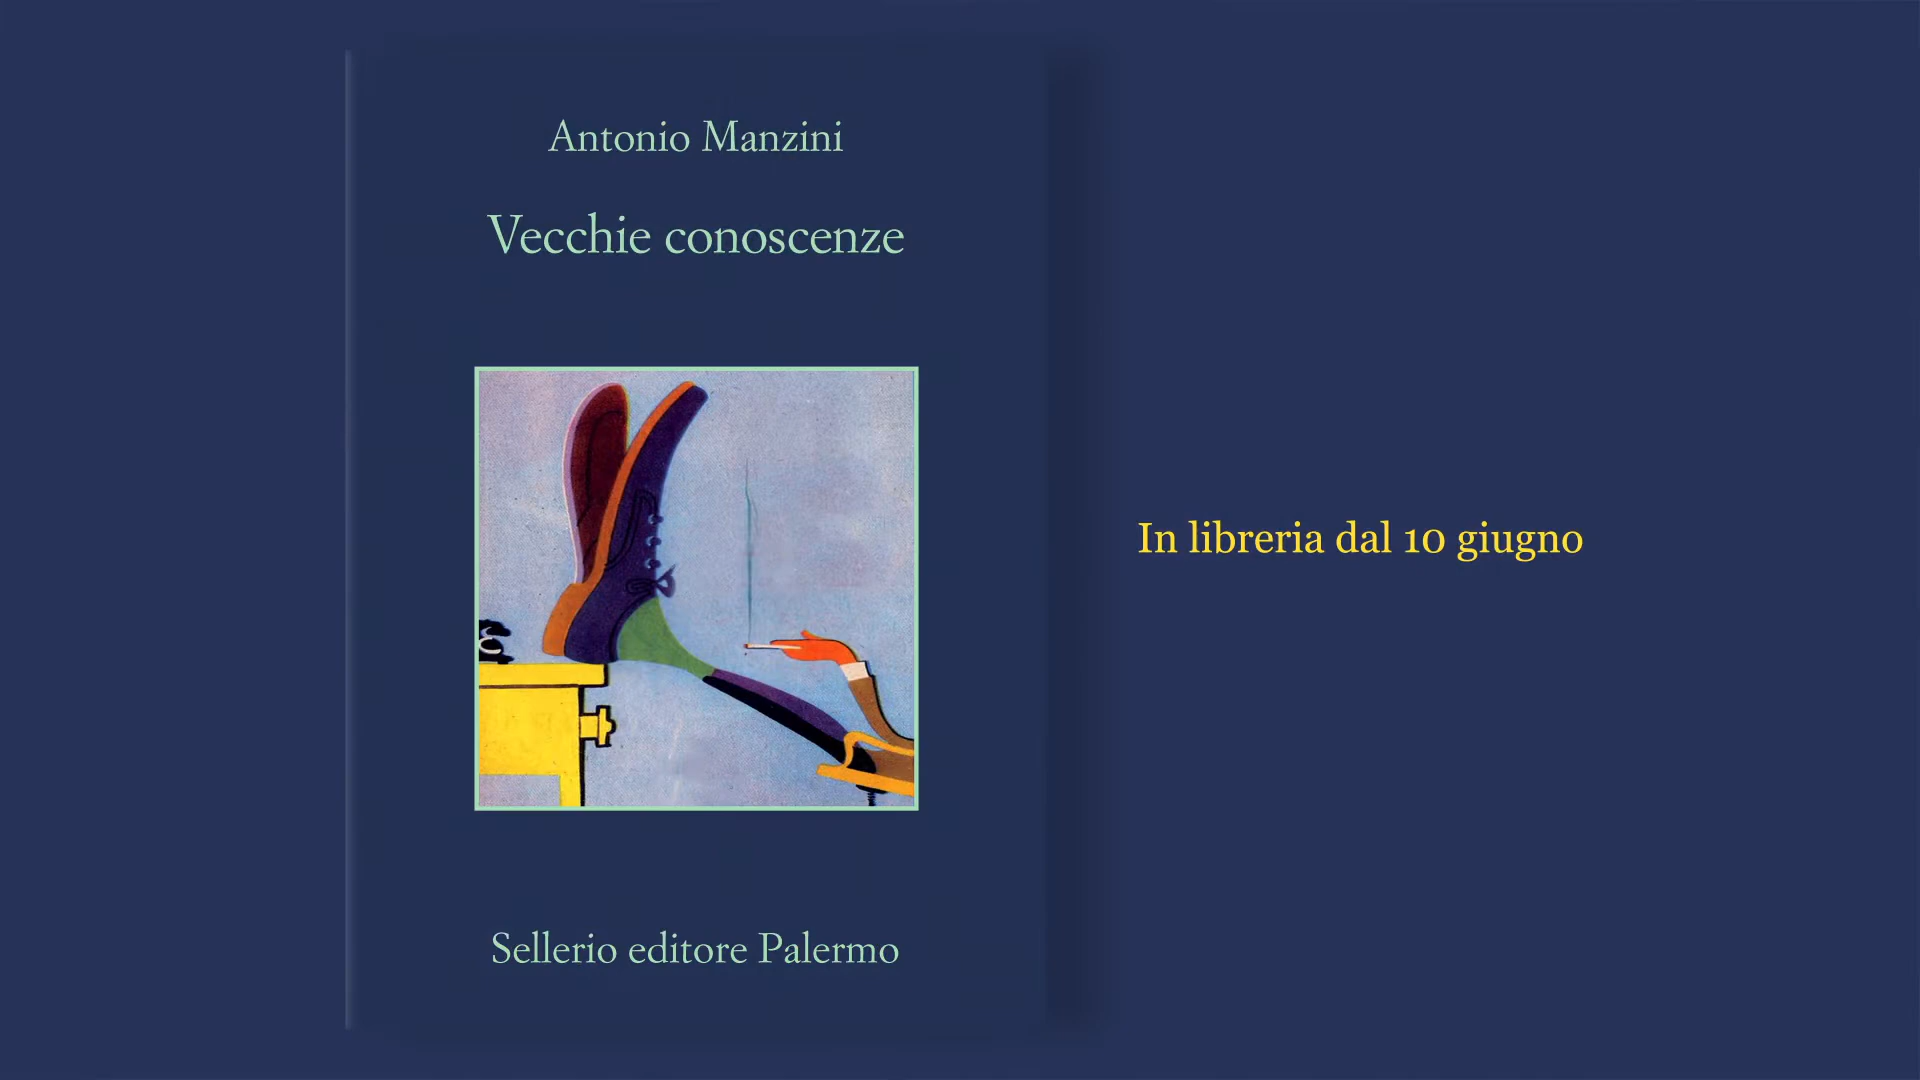 Antonio Manzini
Vecchie conoscenze
In libreria dal 10 giugno
Sellerio editore Palermo